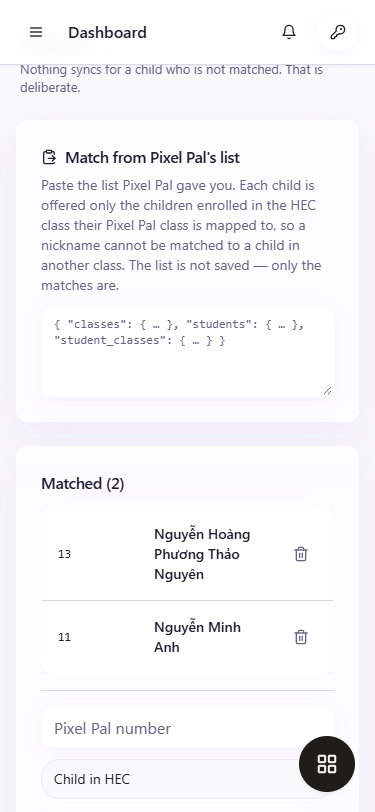 Dashboard
Nothing syncs for a child who is not matched. That is
deliberate.
Match from Pixel Pal's list
Paste the list Pixel Pal gave you. Each child is
offered only the children enrolled in the HEC
class their Pixel Pal class is mapped to, so a
nickname cannot be matched to a child in
another class. The list is not saved — only the
matches are.
{ "classes": { … }, "students": { … },
"student_classes": { … } }
Matched (2)
13
Nguyễn Hoàng
Phương Thảo
Nguyên
11
Nguyễn Minh
Anh
Pixel Pal number
Child in HEC